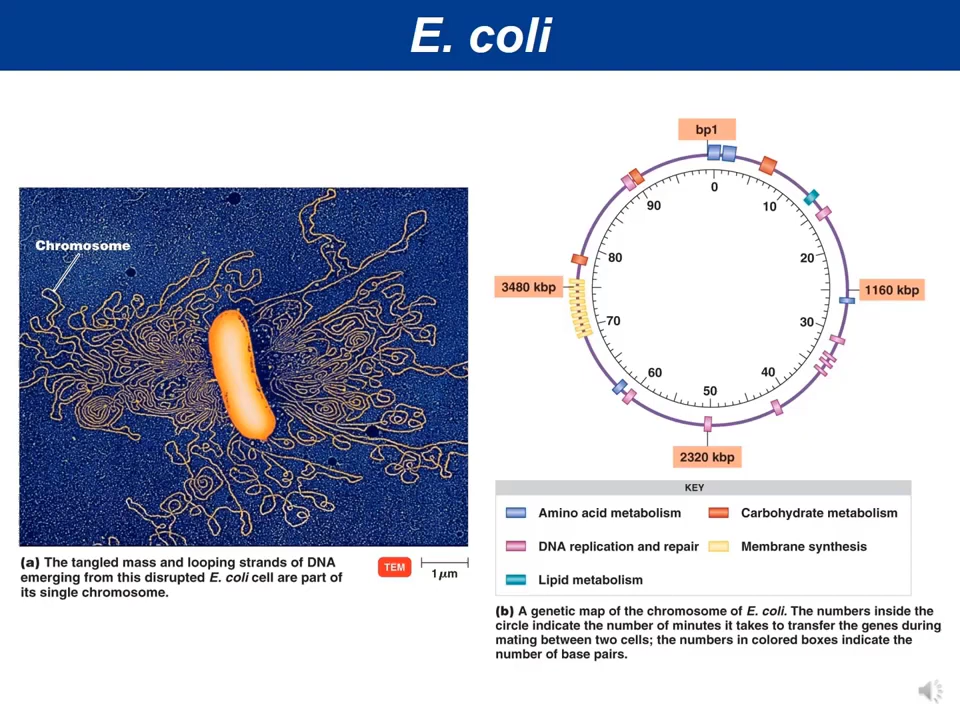 E. coli
Chromosome
(a) The tangled mass and looping strands of DNA
emerging from this disrupted E. coli cell are part of
its single chromosome.
TEM
1 μm
bp1
0
10
20
30
40
50
60
70
80
90
1160 kbp
2320 kbp
3480 kbp
KEY
Amino acid metabolism
Carbohydrate metabolism
DNA replication and repair
Membrane synthesis
Lipid metabolism
(b) A genetic map of the chromosome of E. coli. The numbers inside the
circle indicate the number of minutes it takes to transfer the genes during
mating between two cells; the numbers in colored boxes indicate the
number of base pairs.